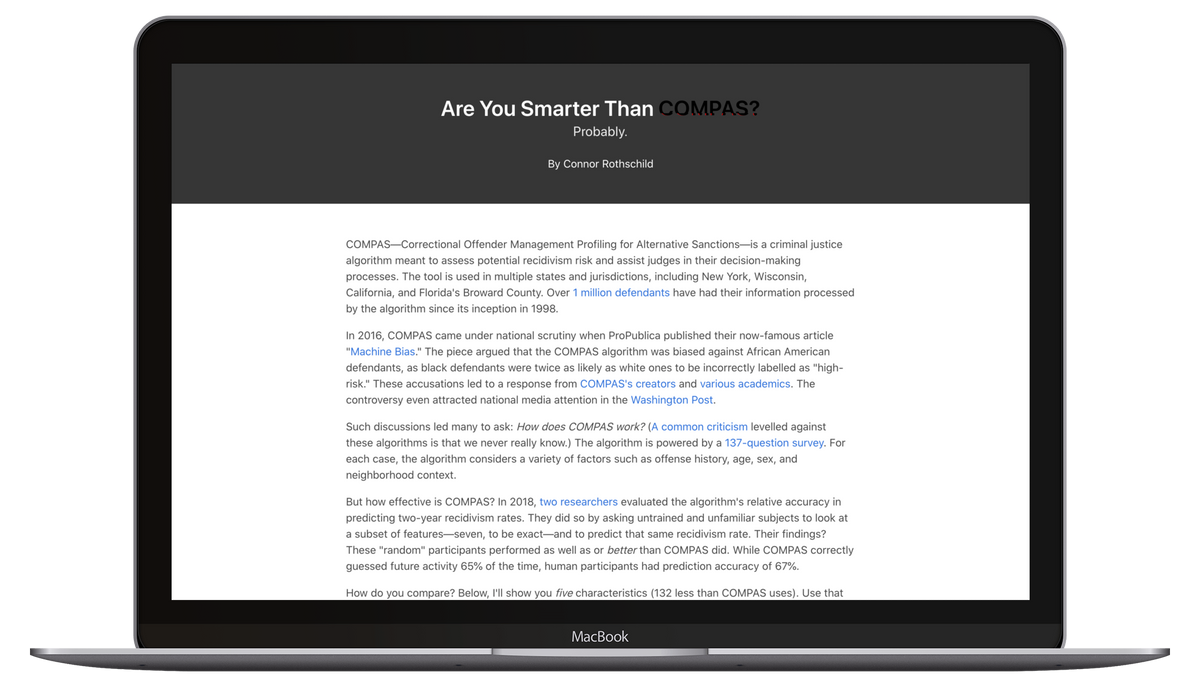 Are You Smarter Than COMPAS?
Probably.
By Connor Rothschild
COMPAS—Correctional Offender Management Profiling for Alternative Sanctions—is a criminal justice
algorithm meant to assess potential recidivism risk and assist judges in their decision-making
processes. The tool is used in multiple states and jurisdictions, including New York, Wisconsin,
California, and Florida's Broward County. Over 1 million defendants have had their information processed
by the algorithm since its inception in 1998.
In 2016, COMPAS came under national scrutiny when ProPublica published their now-famous article
"Machine Bias." The piece argued that the COMPAS algorithm was biased against African American
defendants, as black defendants were twice as likely as white ones to be incorrectly labelled as "high-
risk." These accusations led to a response from COMPAS's creators and various academics. The
controversy even attracted national media attention in the Washington Post.
Such discussions led many to ask: How does COMPAS work? (A common criticism levelled against
these algorithms is that we never really know.) The algorithm is powered by a 137-question survey. For
each case, the algorithm considers a variety of factors such as offense history, age, sex, and
neighborhood context.
But how effective is COMPAS? In 2018, two researchers evaluated the algorithm's relative accuracy in
predicting two-year recidivism rates. They did so by asking untrained and unfamiliar subjects to look at
a subset of features—seven, to be exact—and to predict that same recidivism rate. Their findings?
These "random" participants performed as well as or better than COMPAS did. While COMPAS correctly
guessed future activity 65% of the time, human participants had prediction accuracy of 67%.
How do you compare? Below, I'll show you five characteristics (132 less than COMPAS uses). Use that
MacBook